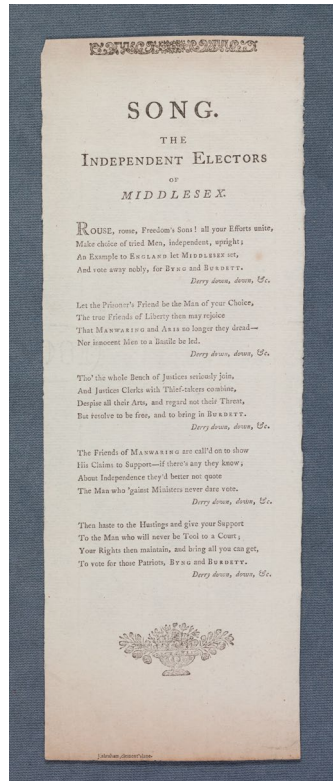 SONG.
THE
INDEPENDENT ELECTORS
OF
MIDDLESEX.
ROUSE, rouse, Freedom's Sons! all your Efforts unite,
Make choice of tried Men, independent, upright;
An Example to ENGLAND let MIDDLESEX set,
And vote away nobly, for BYNG and BURDETT.
Derry down, down, &c.
Let the Prisoner's Friend be the Man of your Choice,
The true Friends of Liberty then may rejoice
That MANWARING and ARIS no longer they dread—
Nor innocent Men to a Bastile be led.
Derry down, down, &c.
Tho' the whole Bench of Justices seriously join,
And Justices Clerks with Thief-takers combine,
Despise all their Arts, and regard not their Threat,
But resolve to be free, and to bring in BURDETT.
Derry down, down, &c.
The Friends of MANWARING are call'd on to show
His Claims to Support—if there's any they know;
About Independence they'd better not quote
The Man who 'gainst Ministers never dare vote.
Derry down, down, &c.
Then haste to the Hustings and give your Support
To the Man who will never be Tool to a Court;
Your Rights then maintain, and bring all you can get,
To vote for those Patriots, BYNG and BURDETT.
Derry down, down, &c.